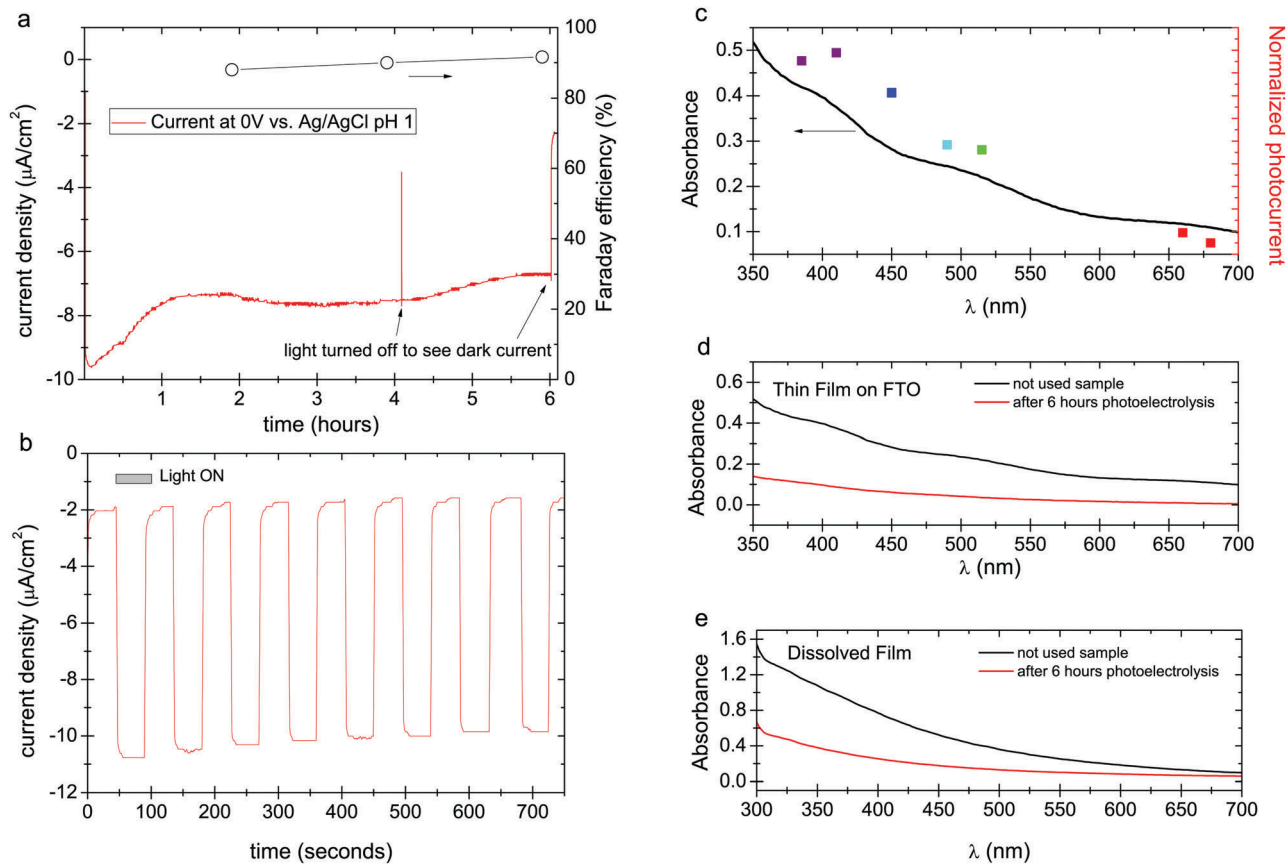 a
current density (μA/cm²)
0
-2
-4
-6
-8
-10
Current at 0V vs. Ag/AgCl pH 1
light turned off to see dark current
100
80
60
40
20
0
Faraday efficiency (%)
1 2 3 4 5 6
time (hours)
b
current density (μA/cm²)
0
-2
-4
-6
-8
-10
-12
Light ON
0 100 200 300 400 500 600 700
time (seconds)
c
Absorbance
0.5
0.4
0.3
0.2
0.1
350 400 450 500 550 600 650 700
λ (nm)
Normalized photocurrent
d
Absorbance
0.6
0.4
0.2
0.0
Thin Film on FTO
not used sample
after 6 hours photoelectrolysis
350 400 450 500 550 600 650 700
λ (nm)
e
Absorbance
1.6
1.2
0.8
0.4
0.0
Dissolved Film
not used sample
after 6 hours photoelectrolysis
300 350 400 450 500 550 600 650 700
λ (nm)